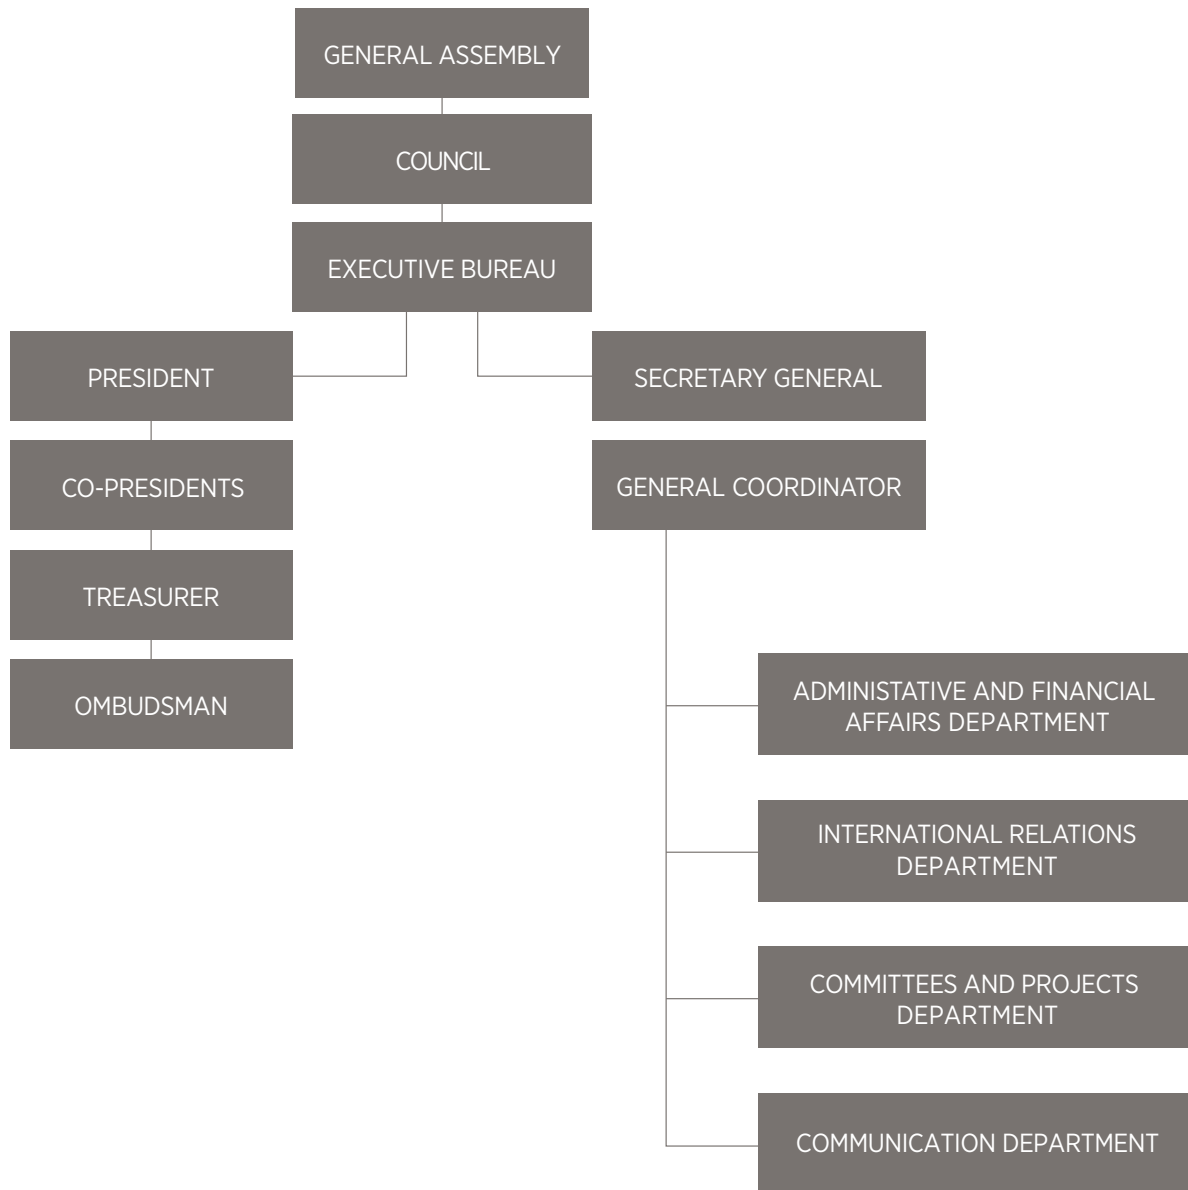 GENERAL ASSEMBLY
COUNCIL
EXECUTIVE BUREAU
PRESIDENT
SECRETARY GENERAL
CO-PRESIDENTS
GENERAL COORDINATOR
TREASURER
OMBUDSMAN
ADMINISTATIVE AND FINANCIAL
AFFAIRS DEPARTMENT
INTERNATIONAL RELATIONS
DEPARTMENT
COMMITTEES AND PROJECTS
DEPARTMENT
COMMUNICATION DEPARTMENT